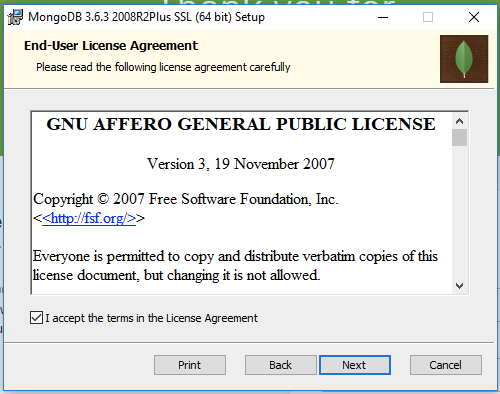 MongoDB 3.6.3 2008R2Plus SSL (64 bit) Setup
End-User License Agreement
Please read the following license agreement carefully
GNU AFFERO GENERAL PUBLIC LICENSE
Version 3, 19 November 2007
Copyright © 2007 Free Software Foundation, Inc.
<<http://fsf.org/>>
Everyone is permitted to copy and distribute verbatim copies of this
license document, but changing it is not allowed.
I accept the terms in the License Agreement
Print
Back
Next
Cancel